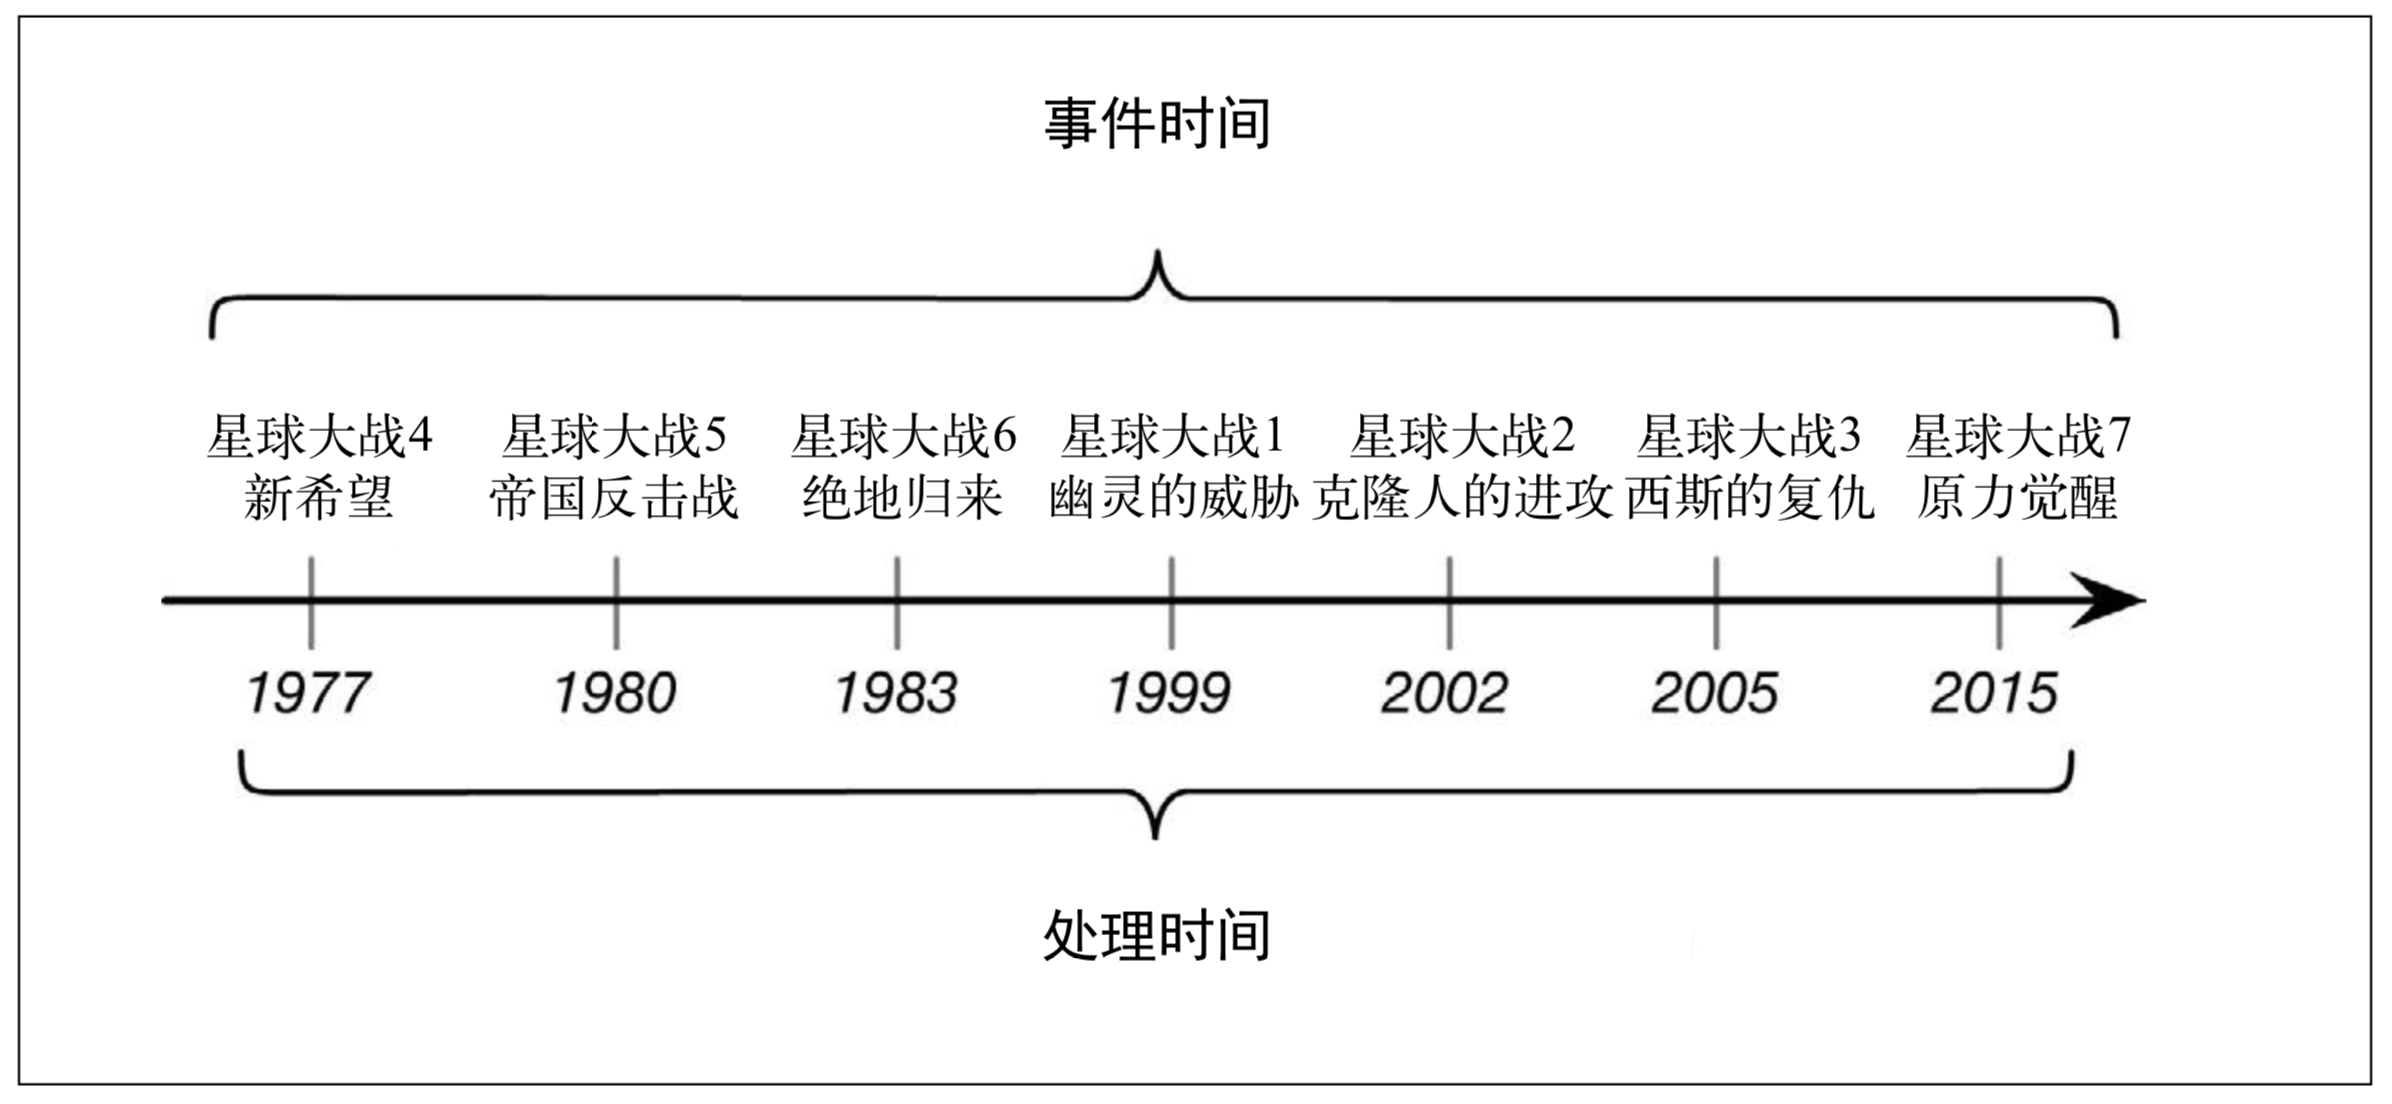 事件时间
星球大战4 星球大战5 星球大战6 星球大战1 星球大战2 星球大战3 星球大战7
新希望 帝国反击战 绝地归来 幽灵的威胁 克隆人的进攻 西斯的复仇 原力觉醒
1977 1980 1983 1999 2002 2005 2015
处理时间